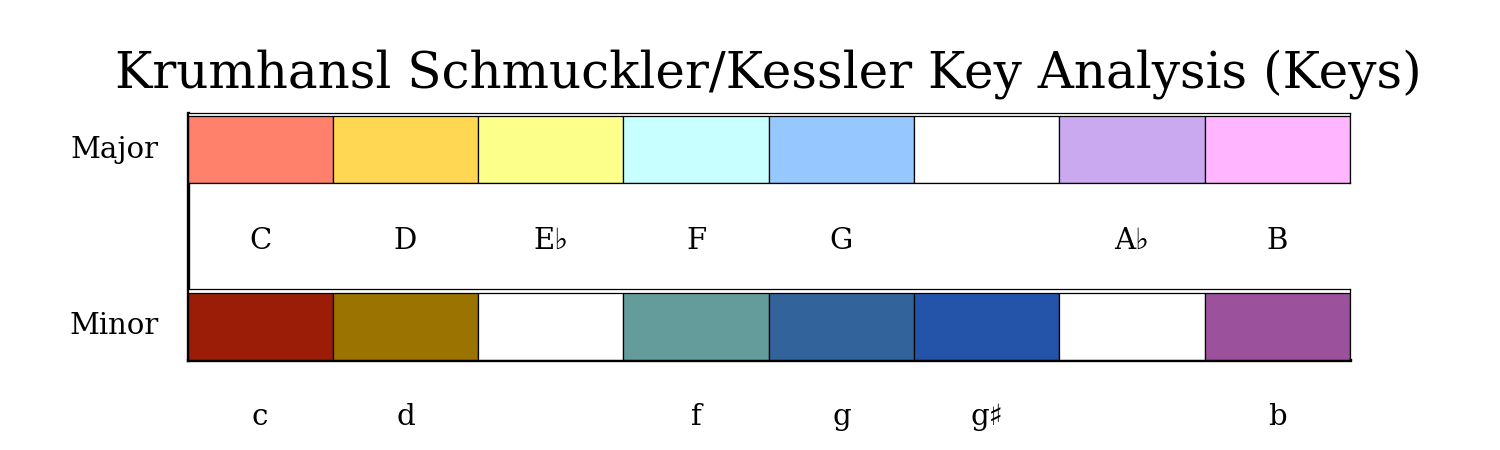 Krumhansl Schmuckler/Kessler Key Analysis (Keys)
Major
C D E♭ F G A♭ B
Minor
c d f g g♯ b